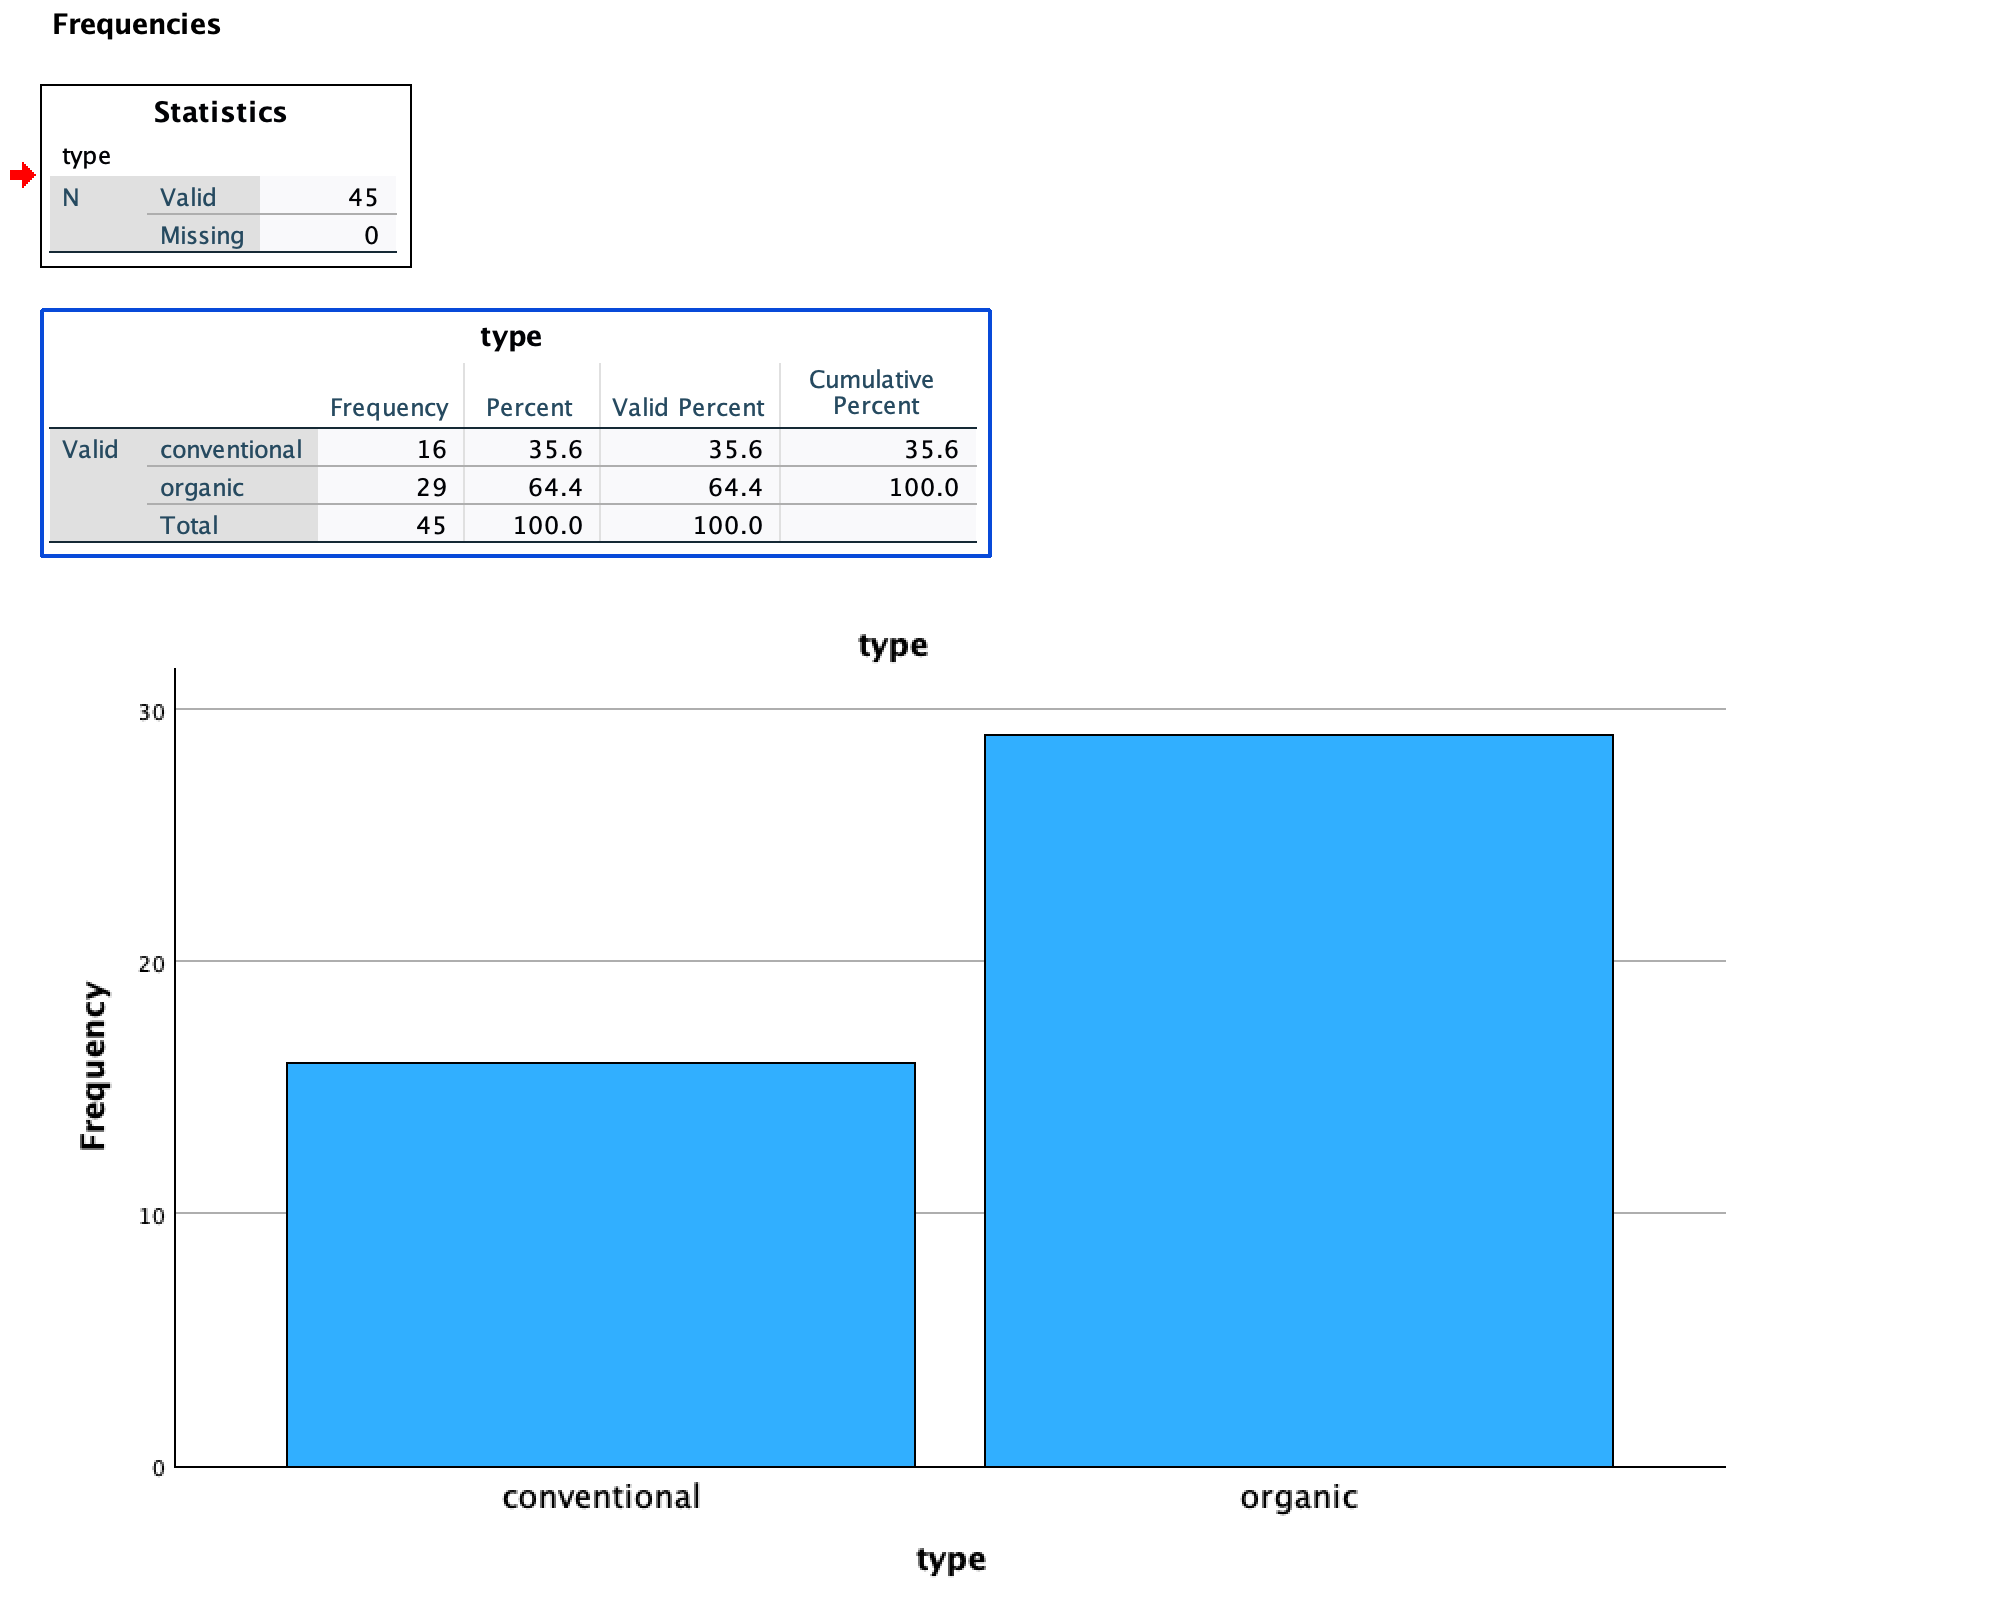 Frequencies
Statistics
type
N Valid 45
Missing 0
type
Frequency Percent Valid Percent Cumulative Percent
Valid conventional 16 35.6 35.6 35.6
organic 29 64.4 64.4 100.0
Total 45 100.0 100.0
type
30
20
10
0
Frequency
conventional organic
type